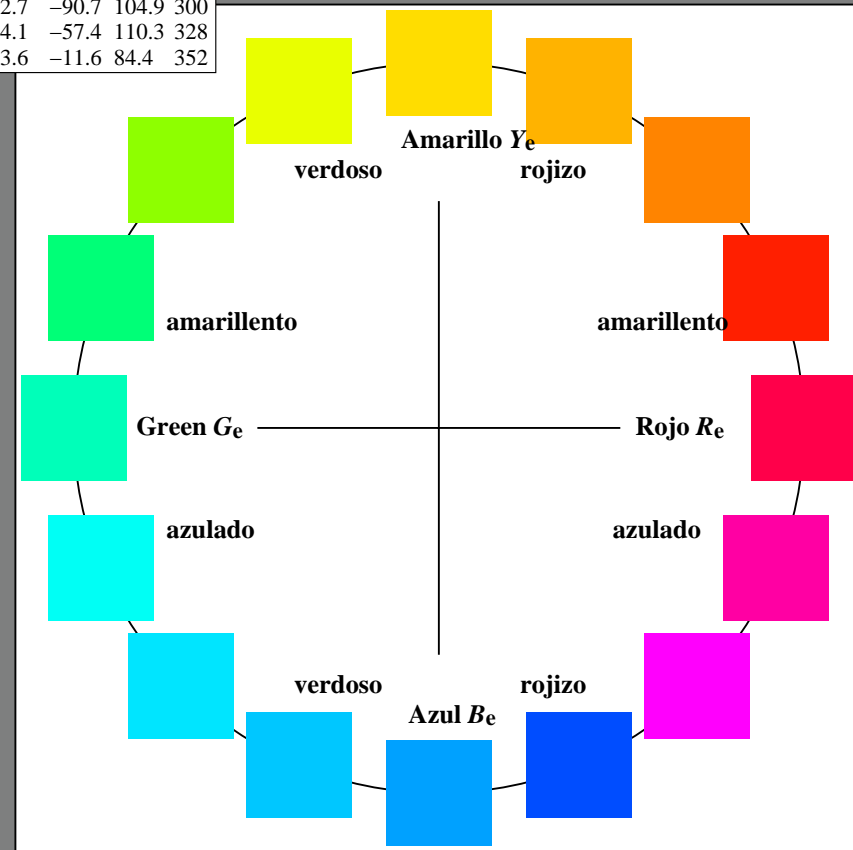 2.7 −90.7 104.9 300
4.1 −57.4 110.3 328
3.6 −11.6 84.4 352
Amarillo Ye
verdoso rojizo
amarillento amarillento
Green Ge Rojo Re
azulado azulado
verdoso rojizo
Azul Be